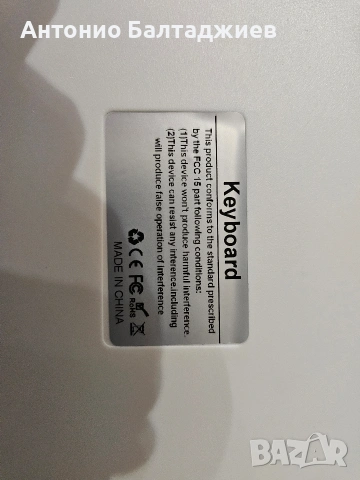 Антонио Балтаджиев
Keyboard
This product conforms to the standard prescribed
by the FCC 15 part following conditions:
(1)This device won't produce harmful interference.
(2)This device can resist any inference.including
will produce false operation of interference
CE FC RoHS
MADE IN CHINA
BAZAR